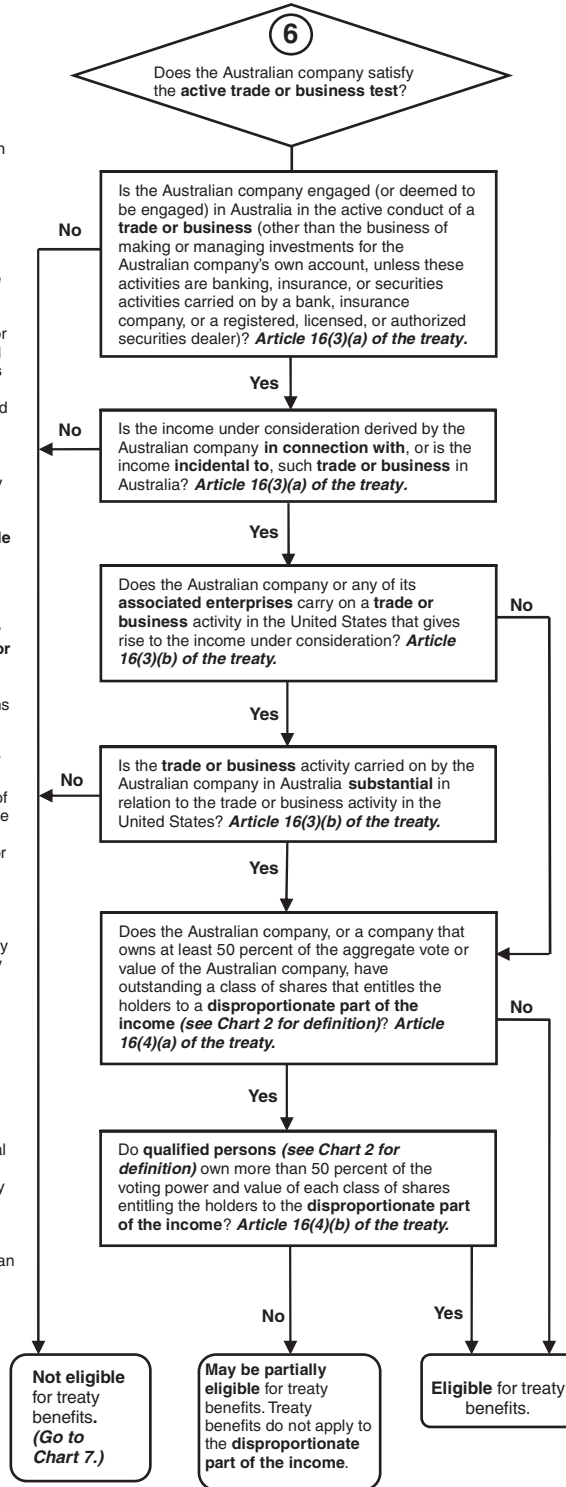 6
Does the Australian company satisfy
the active trade or business test?
n
e
or
s
d
y
le
or
ns
of
e
or
y
al
y
an
Is the Australian company engaged (or deemed to
be engaged) in Australia in the active conduct of a
trade or business (other than the business of
making or managing investments for the
Australian company's own account, unless these
activities are banking, insurance, or securities
activities carried on by a bank, insurance
company, or a registered, licensed, or authorized
securities dealer)? Article 16(3)(a) of the treaty.
No
Yes
Is the income under consideration derived by the
Australian company in connection with, or is the
income incidental to, such trade or business in
Australia? Article 16(3)(a) of the treaty.
No
Yes
Does the Australian company or any of its
associated enterprises carry on a trade or
business activity in the United States that gives
rise to the income under consideration? Article
16(3)(b) of the treaty.
No
Yes
Is the trade or business activity carried on by the
Australian company in Australia substantial in
relation to the trade or business activity in the
United States? Article 16(3)(b) of the treaty.
No
Yes
Does the Australian company, or a company that
owns at least 50 percent of the aggregate vote or
value of the Australian company, have
outstanding a class of shares that entitles the
holders to a disproportionate part of the
income (see Chart 2 for definition)? Article
16(4)(a) of the treaty.
No
Yes
Do qualified persons (see Chart 2 for
definition) own more than 50 percent of the
voting power and value of each class of shares
entitling the holders to the disproportionate part
of the income? Article 16(4)(b) of the treaty.
No
Yes
Not eligible
for treaty
benefits.
(Go to
Chart 7.)
May be partially
eligible for treaty
benefits. Treaty
benefits do not apply to
the disproportionate
part of the income.
Eligible for treaty
benefits.